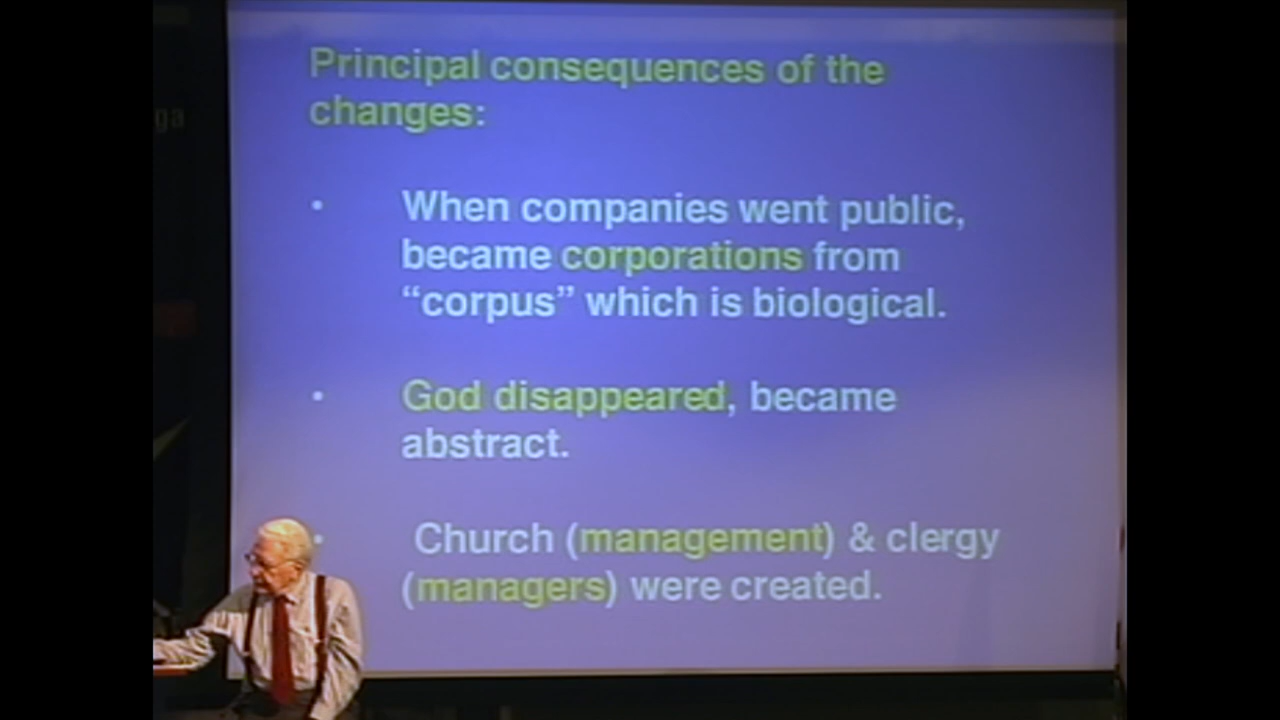 Principal consequences of the
changes:
• When companies went public,
became corporations from
“corpus” which is biological.
• God disappeared, became
abstract.
• Church (management) & clergy
(managers) were created.
ga